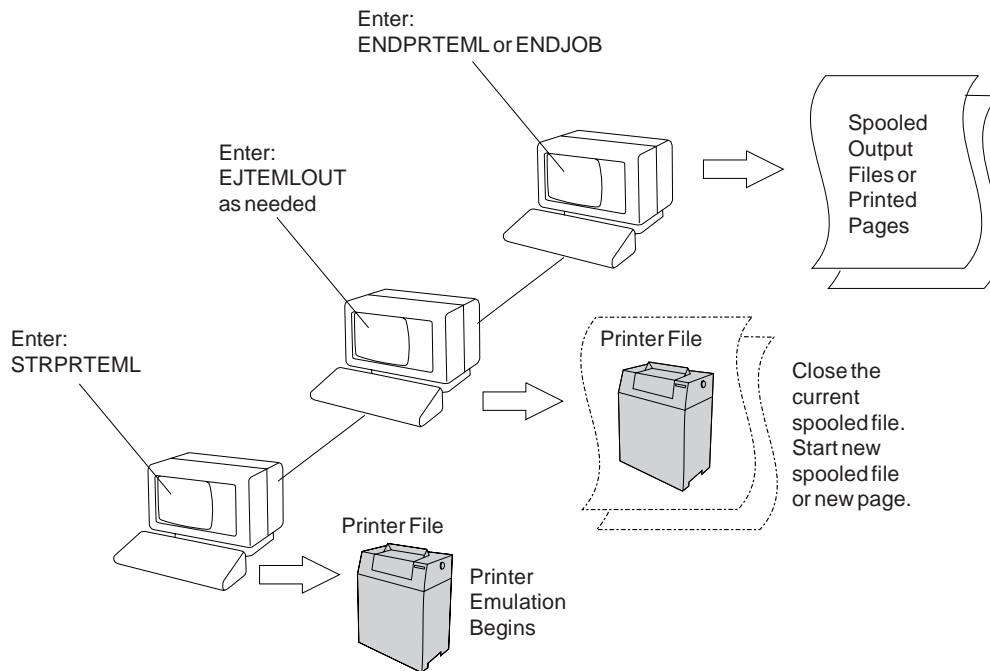 Enter:
ENDPRTEML or ENDJOB
Spooled
Output
Files or
Printed
Pages
Enter:
EJTEMLOUT
as needed
Enter:
STRPRTEML
Printer File
Close the
current
spooled file.
Start new
spooled file
or new page.
Printer File
Printer
Emulation
Begins